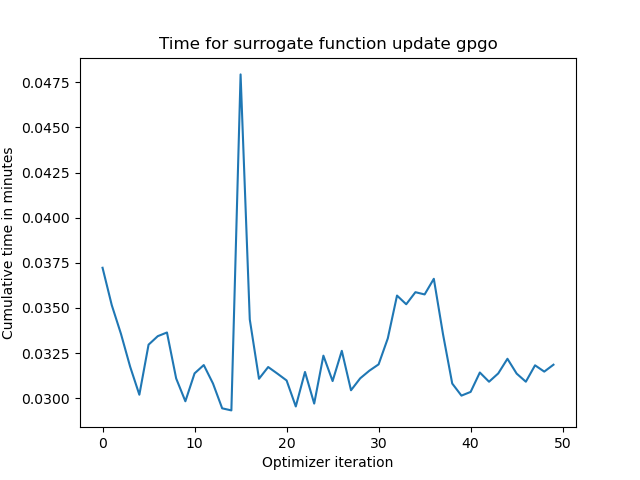 Time for surrogate function update gpgo
Cumulative time in minutes
0.0475
0.0450
0.0425
0.0400
0.0375
0.0350
0.0325
0.0300
0 10 20 30 40 50
Optimizer iteration